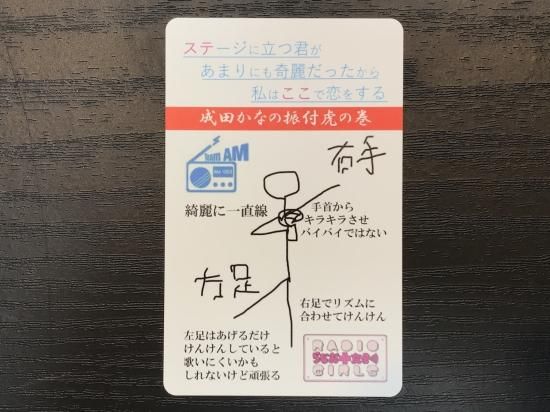 ステージに立つ君が
あまりにも奇麗だったから
私はここで恋をする
成田かなの振付虎の巻
Team AM
右手
綺麗に一直線
手首から
キラキラさせ
バイバイではない
左足
右足でリズムに
合わせてけんけん
左足はあげるだけ
けんけんしていると
歌いにくいかも
しれないけど頑張る
RADIO
GIRLS